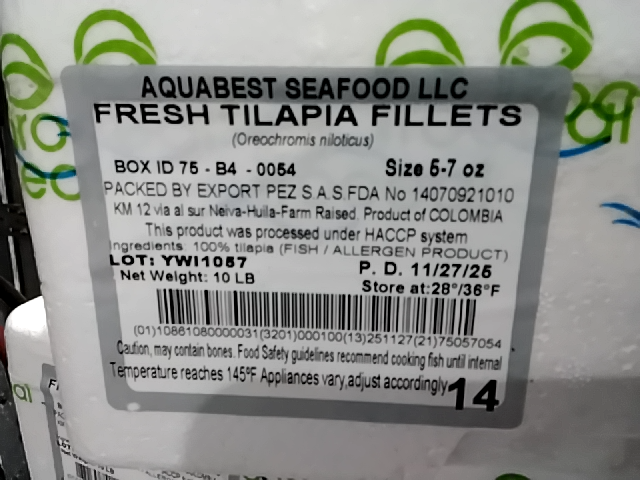 AQUABEST SEAFOOD LLC
FRESH TILAPIA FILLETS
(Oreochromis niloticus)
BOX ID 75 - B4 - 0054 Size 5-7 oz
PACKED BY EXPORT PEZ S.A.S.FDA No 14070921010
KM 12 via al sur Neiva-Huila-Farm Raised. Product of COLOMBIA
This product was processed under HACCP system
Ingredients: 100% tilapia (FISH / ALLERGEN PRODUCT)
LOT: YWI1057 P. D. 11/27/25
Net Weight: 10 LB Store at:28°/36°F
(01)10861080000031(3201)000100(13)251127(21)75057054
Caution, may contain bones. Food Safety guidelines recommend cooking fish until internal
Temperature reaches 145ºF Appliances vary,adjust accordingly 14